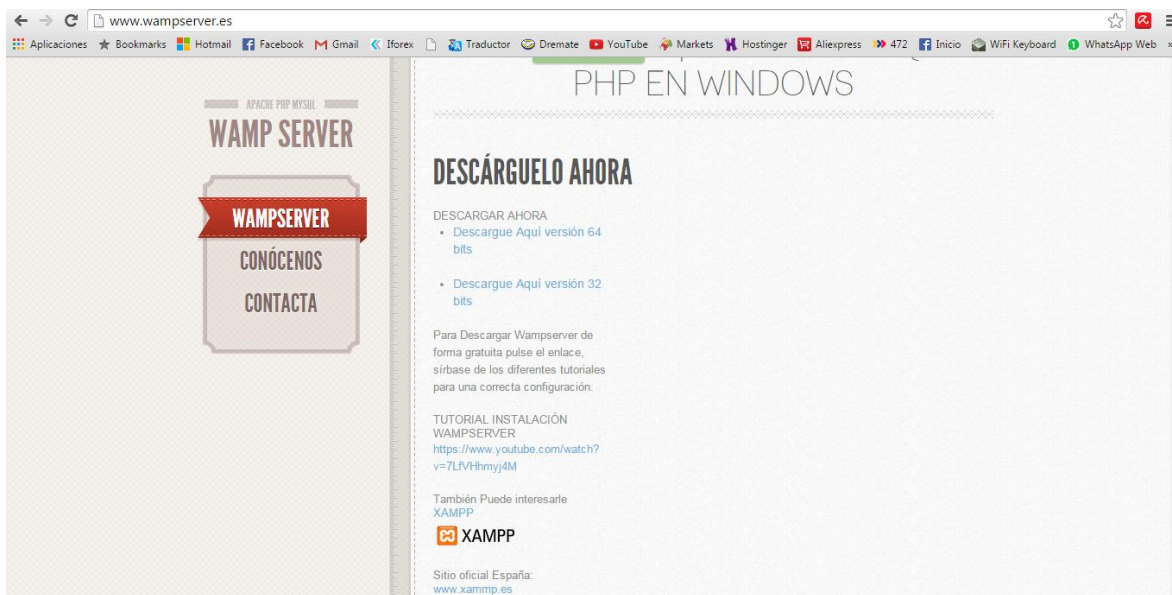 www.wampserver.es
Aplicaciones Bookmarks Hotmail Facebook Gmail Iforex Traductor Dremate YouTube Markets Hostinger Aliexpress 472 Inicio WiFi Keyboard WhatsApp Web »
APACHE PHP MYSQL
WAMP SERVER
WAMPSERVER
CONÓCENOS
CONTACTA
PHP EN WINDOWS
DESCÁRGUELO AHORA
DESCARGAR AHORA
• Descargue Aquí versión 64
bits
• Descargue Aquí versión 32
bits
Para Descargar Wampserver de
forma gratuita pulse el enlace,
sírbase de los diferentes tutoriales
para una correcta configuración.
TUTORIAL INSTALACIÓN
WAMPSERVER
https://www.youtube.com/watch?
v=7LfVHhmyj4M
También Puede interesarle
XAMPP
XAMPP
Sitio oficial España:
www.xammp.es